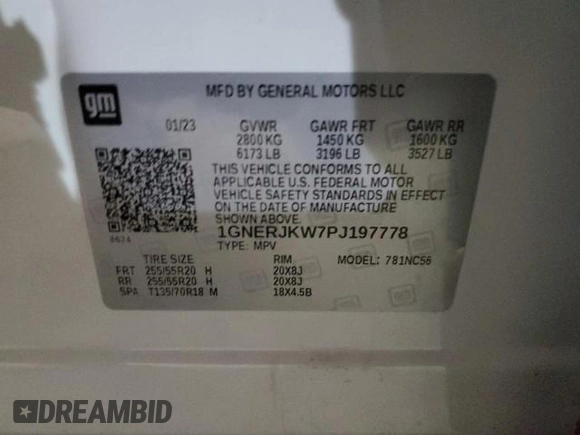 gm
MFD BY GENERAL MOTORS LLC
01/23 GVWR GAWR FRT GAWR RR
2800 KG 1450 KG 1600 KG
6173 LB 3196 LB 3527 LB
THIS VEHICLE CONFORMS TO ALL
APPLICABLE U.S. FEDERAL MOTOR
VEHICLE SAFETY STANDARDS IN EFFECT
ON THE DATE OF MANUFACTURE
SHOWN ABOVE.
8624
1GNERJKW7PJ197778
TYPE: MPV
TIRE SIZE RIM MODEL: 781NC56
FRT 255/55R20 H 20X8J
RR 255/55R20 H 20X8J
SPA T135/70R18 M 18X4.5B
DREAMBID